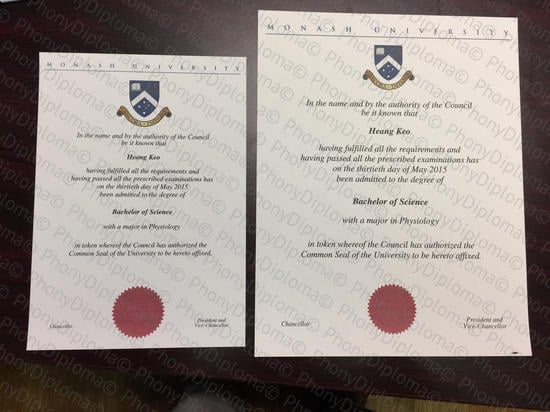 MONASH UNIVERSITY
In the name and by the authority of the Council
be it known that
Heang Keo
having fulfilled all the requirements and
having passed all the prescribed examinations has
on the thirtieth day of May 2015
been admitted to the degree of
Bachelor of Science
with a major in Physiology
in token whereof the Council has authorized the
Common Seal of the University to be hereto affixed.
Chancellor
President and
Vice-Chancellor
MONASH UNIVERSITY
In the name and by the authority of the Council
be it known that
Heang Keo
having fulfilled all the requirements and
having passed all the prescribed examinations has
on the thirtieth day of May 2015
been admitted to the degree of
Bachelor of Science
with a major in Physiology
in token whereof the Council has authorized the
Common Seal of the University to be hereto affixed.
Chancellor
President and
Vice-Chancellor
PhonyDiploma©